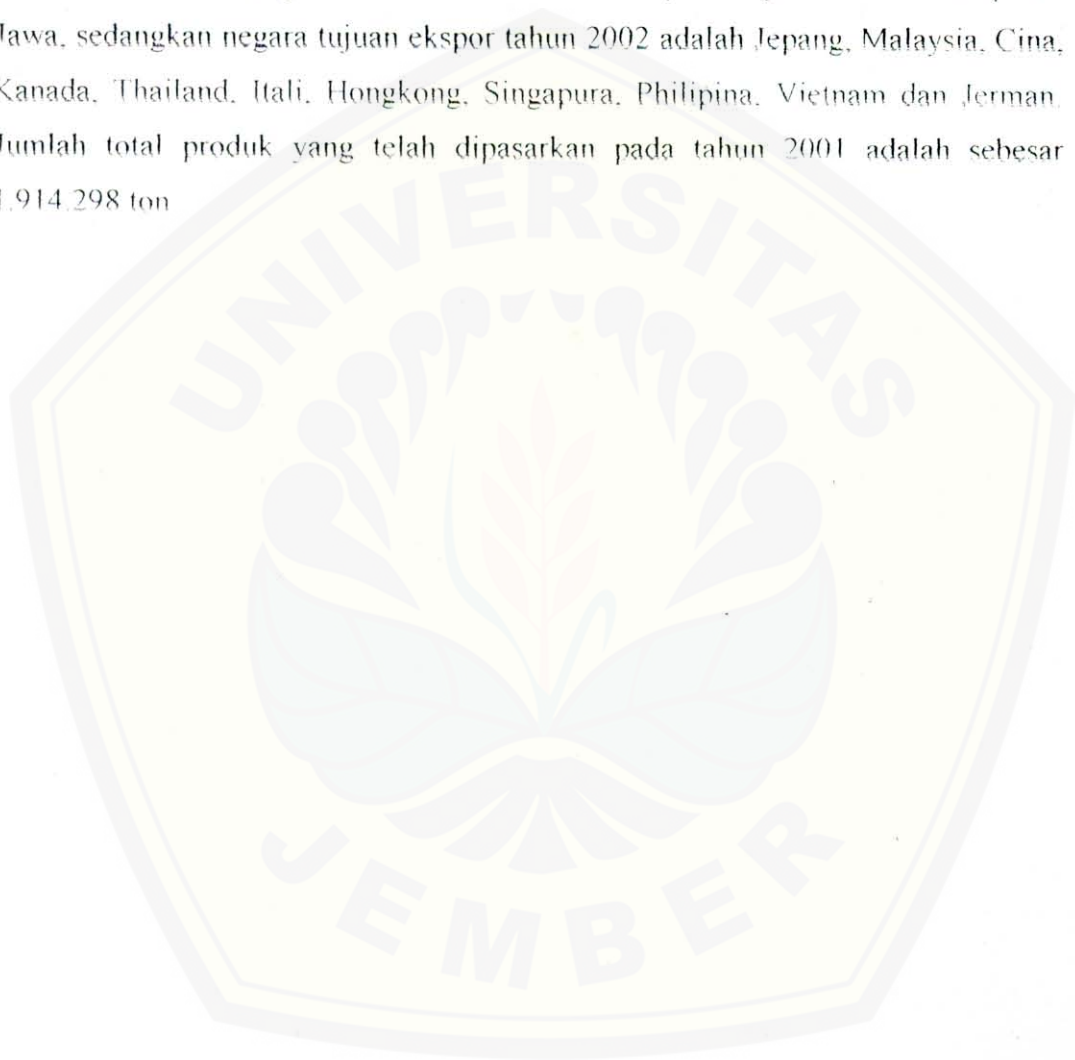 Jawa, sedangkan negara tujuan ekspor tahun 2002 adalah Jepang, Malaysia, Cina,
Kanada, Thailand, Itali, Hongkong, Singapura, Philipina, Vietnam dan Jerman.
Jumlah total produk yang telah dipasarkan pada tahun 2001 adalah sebesar
1.914.298 ton
UNIVERSITAS
JEMBER